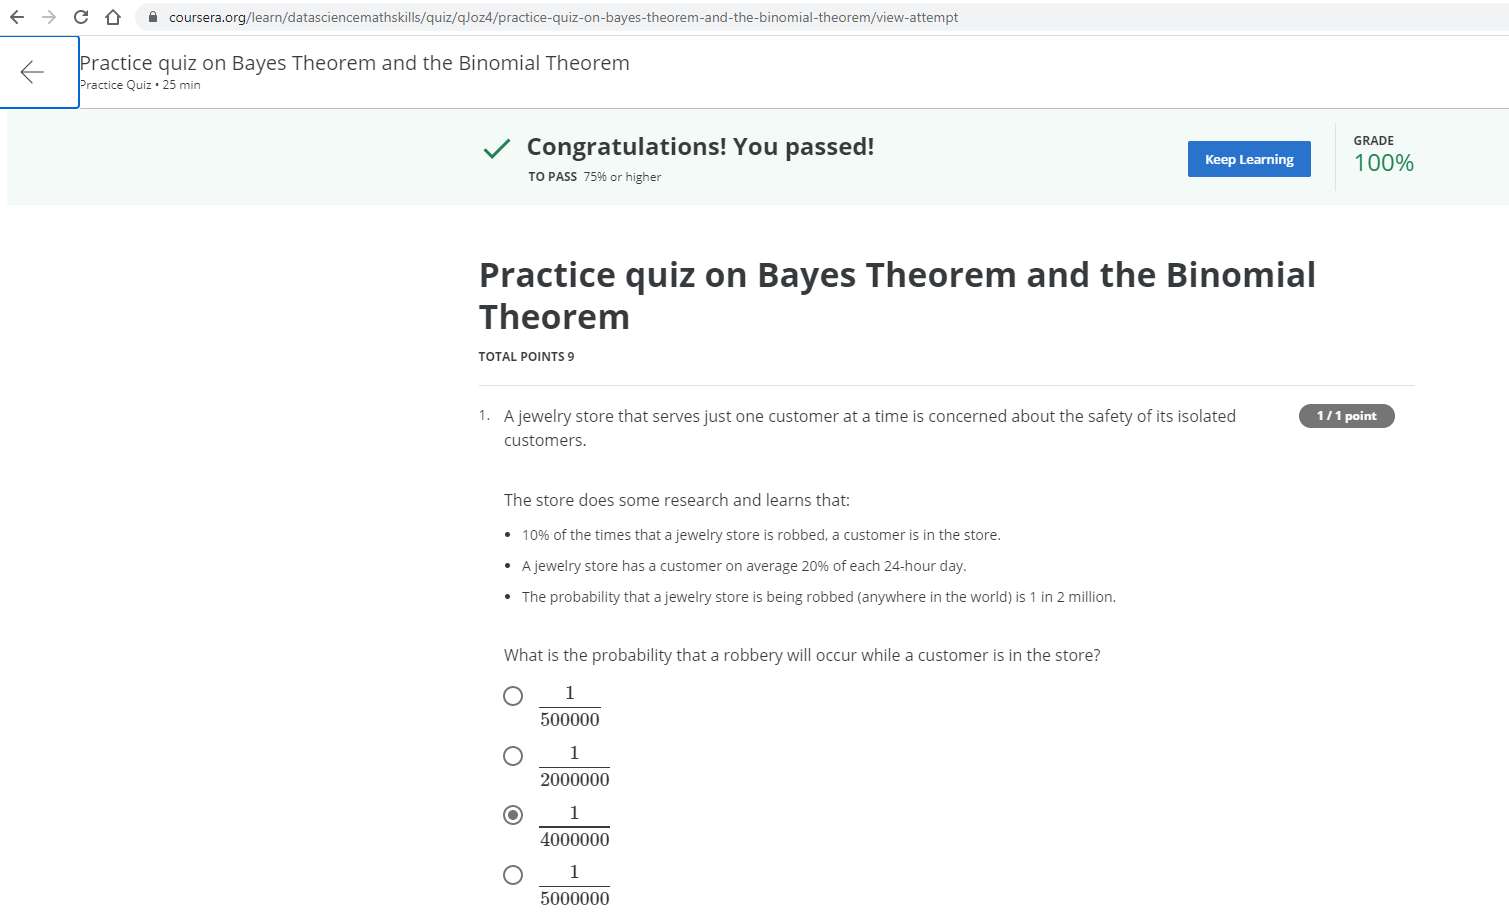 coursera.org/learn/datasciencemathskills/quiz/qJoz4/practice-quiz-on-bayes-theorem-and-the-binomial-theorem/view-attempt
Practice quiz on Bayes Theorem and the Binomial Theorem
Practice Quiz • 25 min
Congratulations! You passed!
TO PASS 75% or higher
Keep Learning
GRADE
100%
Practice quiz on Bayes Theorem and the Binomial
Theorem
TOTAL POINTS 9
1. A jewelry store that serves just one customer at a time is concerned about the safety of its isolated
customers.
1 / 1 point
The store does some research and learns that:
• 10% of the times that a jewelry store is robbed, a customer is in the store.
• A jewelry store has a customer on average 20% of each 24-hour day.
• The probability that a jewelry store is being robbed (anywhere in the world) is 1 in 2 million.
What is the probability that a robbery will occur while a customer is in the store?
1
500000
1
2000000
1
4000000
1
5000000